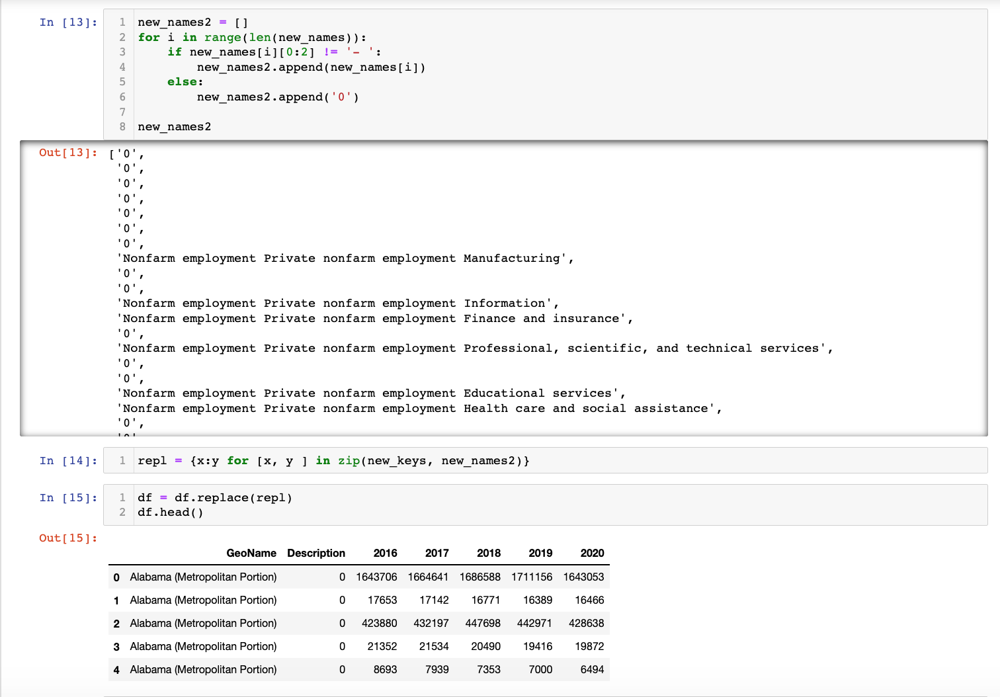 In [13]:
1 new_names2 = []
2 for i in range(len(new_names)):
3     if new_names[i][0:2] != '- ':
4         new_names2.append(new_names[i])
5     else:
6         new_names2.append('0')
7
8 new_names2
Out[13]: ['0',
'0',
'0',
'0',
'0',
'0',
'0',
'Nonfarm employment Private nonfarm employment Manufacturing',
'0',
'0',
'Nonfarm employment Private nonfarm employment Information',
'Nonfarm employment Private nonfarm employment Finance and insurance',
'0',
'Nonfarm employment Private nonfarm employment Professional, scientific, and technical services',
'0',
'0',
'Nonfarm employment Private nonfarm employment Educational services',
'Nonfarm employment Private nonfarm employment Health care and social assistance',
'0',
In [14]: 1 repl = {x:y for [x, y ] in zip(new_keys, new_names2)}
In [15]: 1 df = df.replace(repl)
2 df.head()
Out[15]:
GeoName Description 2016 2017 2018 2019 2020
0 Alabama (Metropolitan Portion) 0 1643706 1664641 1686588 1711156 1643053
1 Alabama (Metropolitan Portion) 0 17653 17142 16771 16389 16466
2 Alabama (Metropolitan Portion) 0 423880 432197 447698 442971 428638
3 Alabama (Metropolitan Portion) 0 21352 21534 20490 19416 19872
4 Alabama (Metropolitan Portion) 0 8693 7939 7353 7000 6494